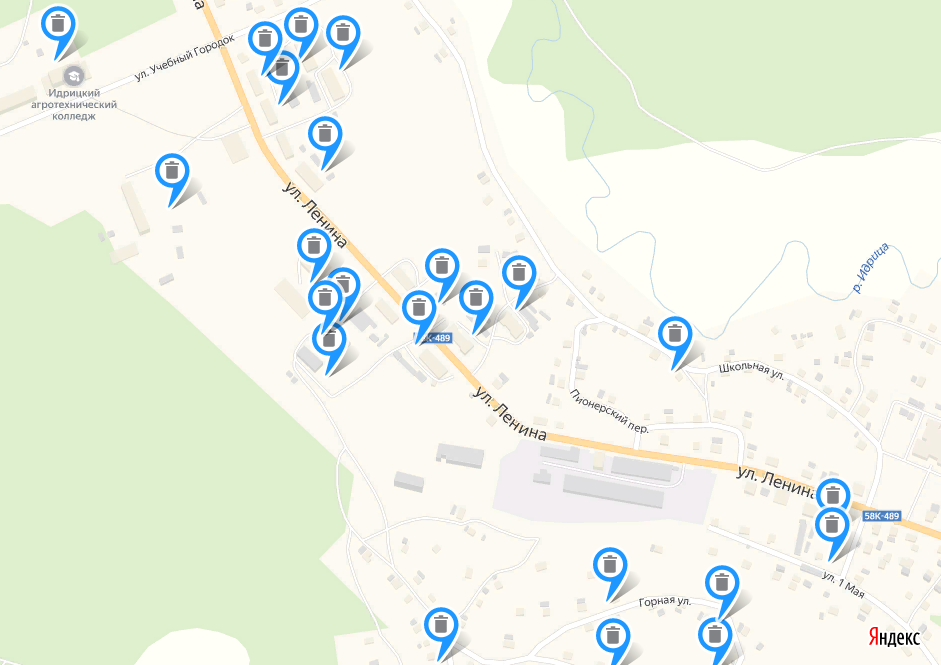 на
ул. Учебный Городок
Идрицкий
агротехнический
колледж
ул. Ленина
р. Идрица
58К-489
Школьная ул.
ул. Ленина
Пионерский пер.
ул. Ленина
58К-489
ул. 1 Мая
Горная ул.
Яндекс